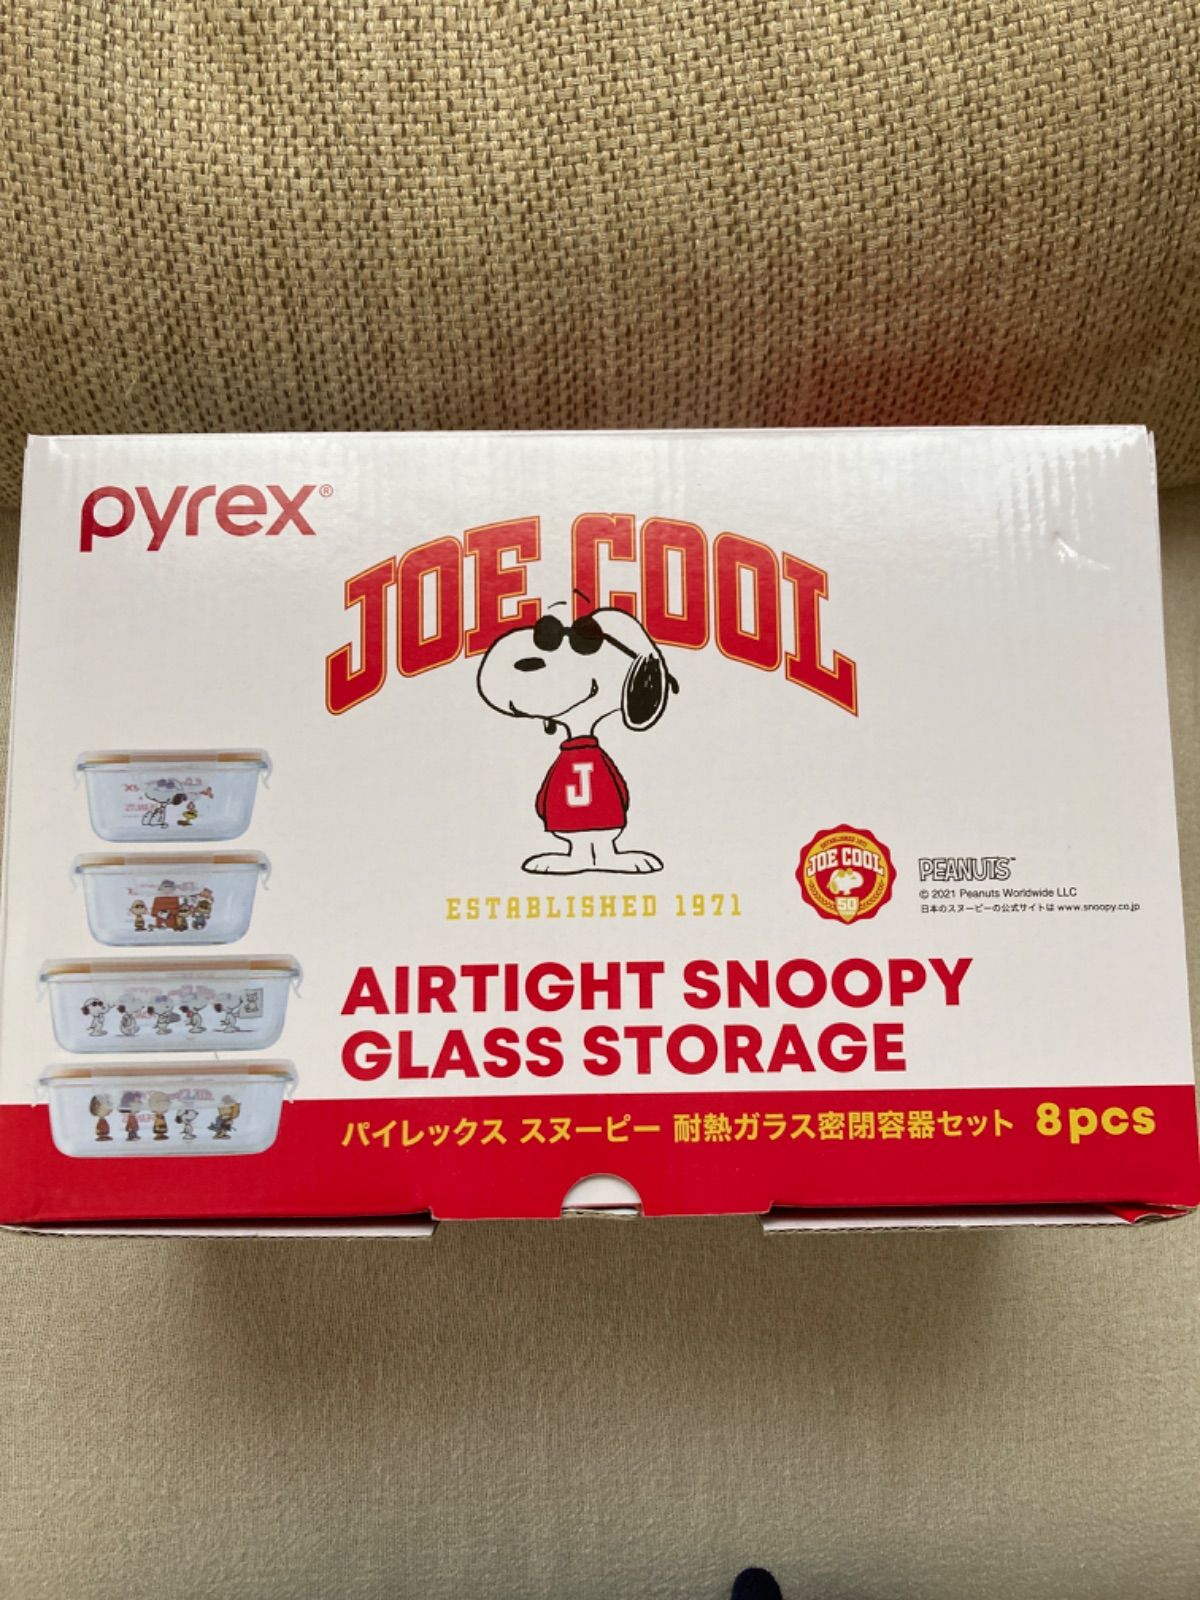 pyrex®
JOE COOL
J
ESTABLISHED 1971
ESTABLISHED 1971
JOE COOL
50
PEANUTS™
© 2021 Peanuts Worldwide LLC
日本のスヌーピーの公式サイトは www.snoopy.co.jp
AIRTIGHT SNOOPY
GLASS STORAGE
パイレックス スヌーピー 耐熱ガラス密閉容器セット 8pcs